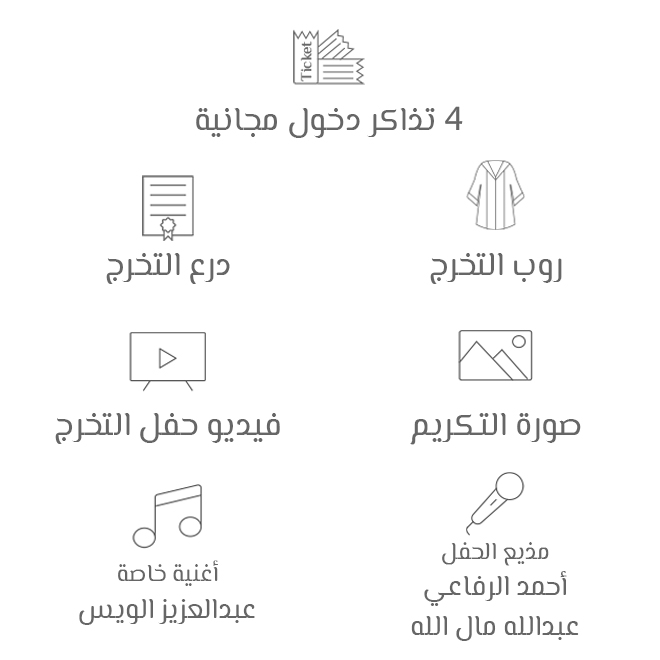 Ticket
4 تذاكر دخول مجانية
روب التخرج
درع التخرج
صورة التكريم
فيديو حفل التخرج
مذيع الحفل
أحمد الرفاعي
عبدالله مال الله
أغنية خاصة
عبدالعزيز الويس